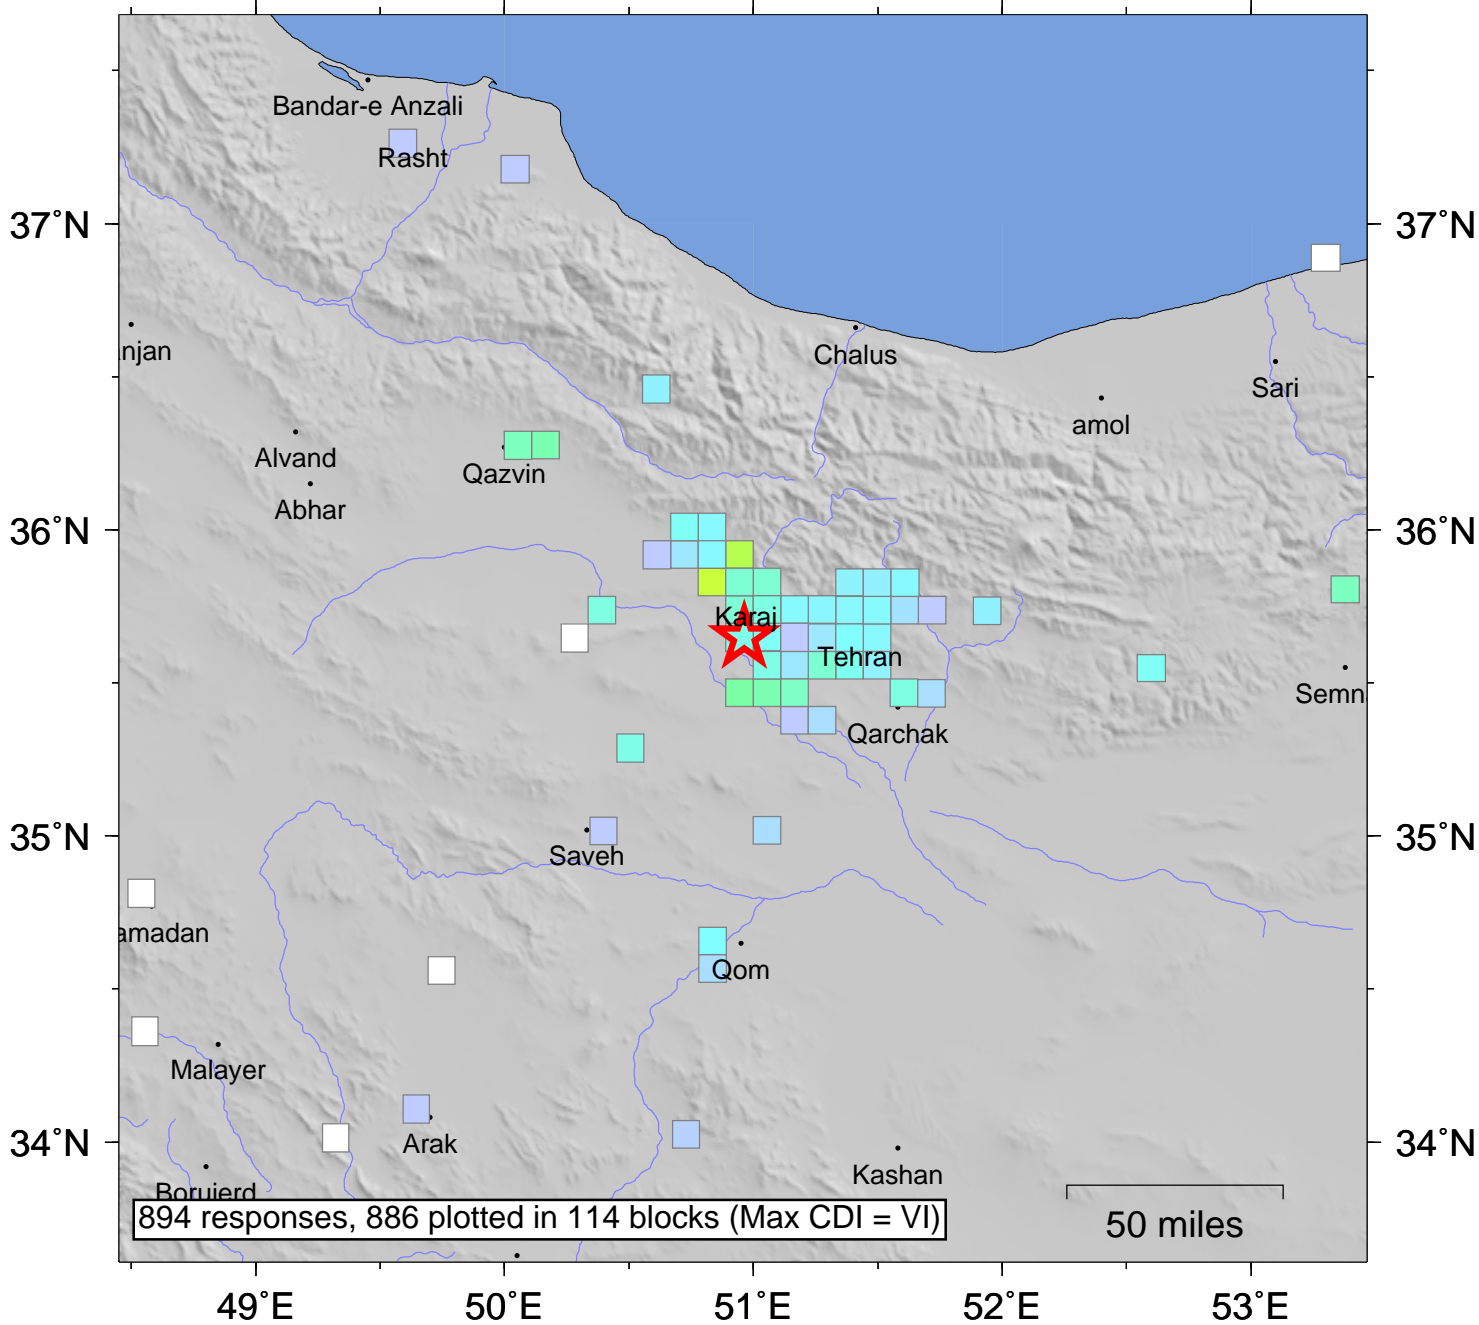 Bandar-e Anzali
Rasht
37°N
37°N
Chalus
njan
Sari
amol
Alvand
Qazvin
Abhar
36°N
36°N
Karaj
Tehran
Semn
Qarchak
35°N
35°N
Saveh
amadan
Qom
Malayer
34°N
34°N
Arak
Kashan
Borujerd
894 responses, 886 plotted in 114 blocks (Max CDI = VI)
50 miles
49°E
50°E
51°E
52°E
53°E